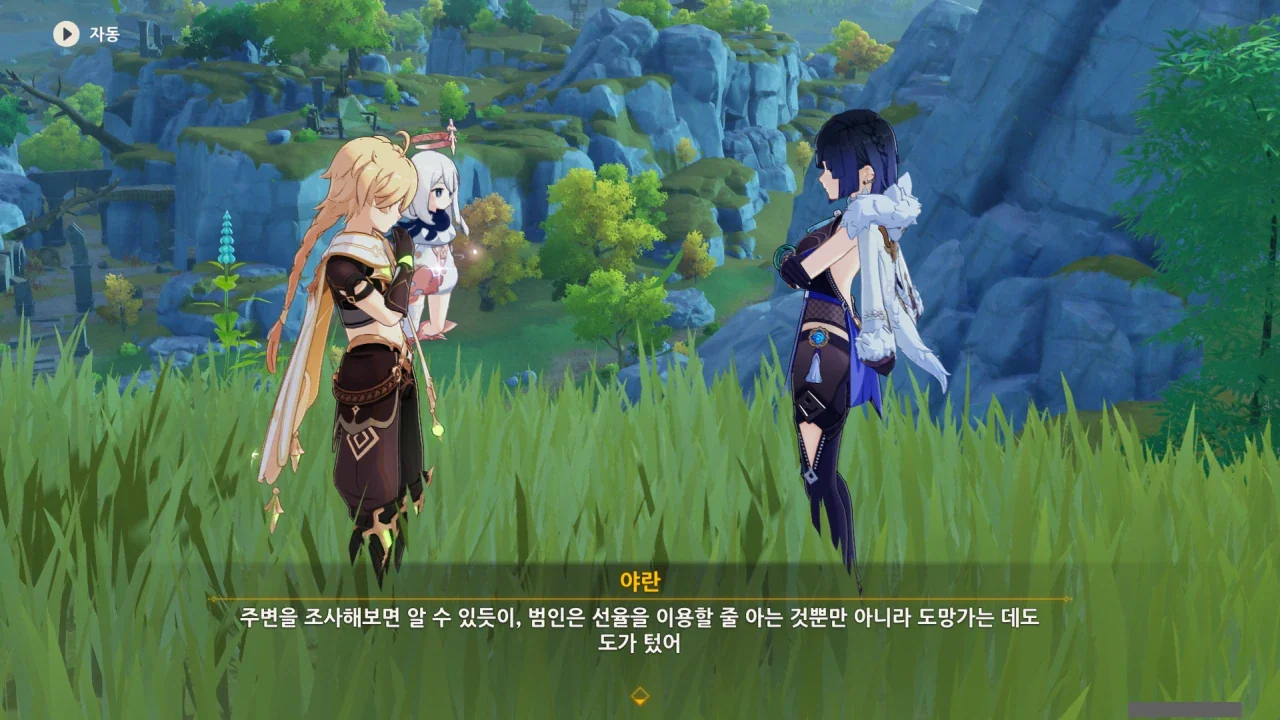 자동
야란
주변을 조사해보면 알 수 있듯이, 범인은 선율을 이용할 줄 아는 것뿐만 아니라 도망가는 데도
도가 텄어